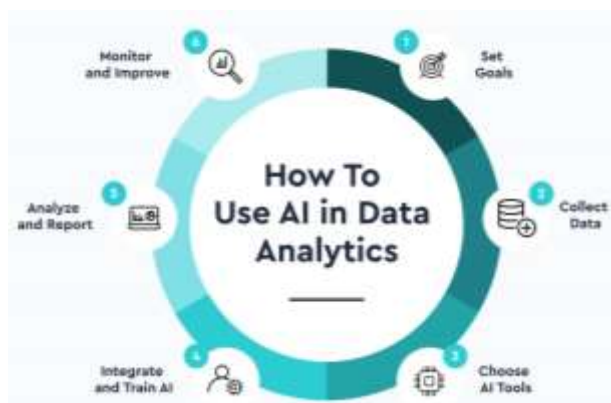 How To
Use AI in Data
Analytics
1
Set
Goals
2
Collect
Data
3
Choose
AI Tools
4
Integrate
and Train AI
5
Analyze
and Report
6
Monitor
and Improve